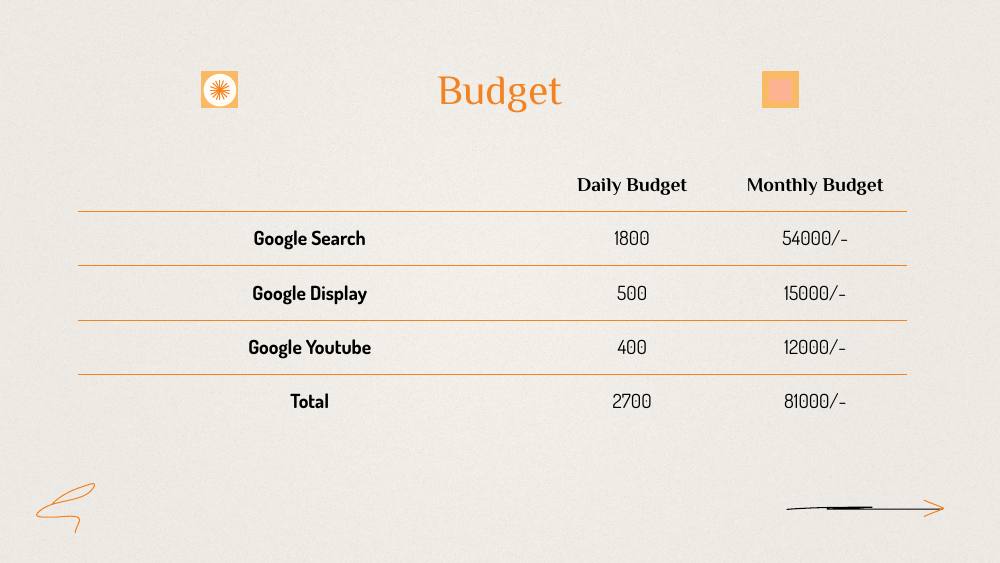 Budget
Daily Budget Monthly Budget
Google Search 1800 54000/-
Google Display 500 15000/-
Google Youtube 400 12000/-
Total 2700 81000/-